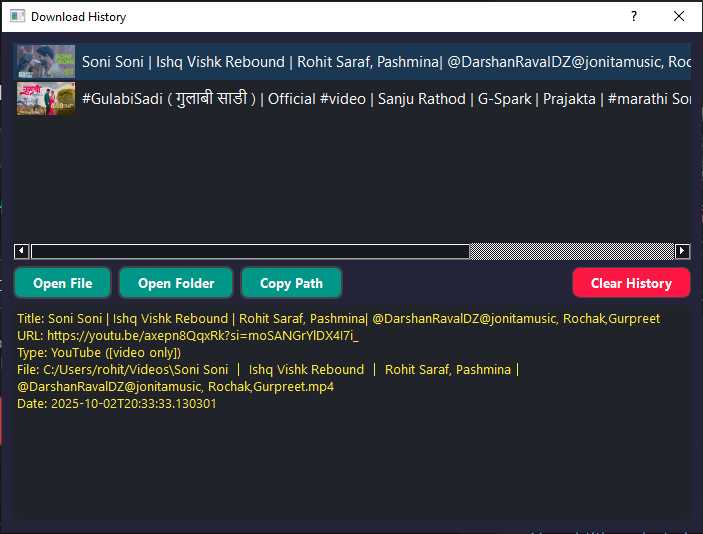 Download History
?
Soni Soni | Ishq Vishk Rebound | Rohit Saraf, Pashmina| @DarshanRavalDZ@jonitamusic, Roc
#GulabiSadi ( गुलाबी साडी ) | Official #video | Sanju Rathod | G-Spark | Prajakta | #marathi Son
Open File
Open Folder
Copy Path
Clear History
Title: Soni Soni | Ishq Vishk Rebound | Rohit Saraf, Pashmina| @DarshanRavalDZ@jonitamusic, Rochak,Gurpreet
URL: https://youtu.be/axepn8QqxRk?si=moSANGrYlDX4I7i_
Type: YouTube ([video only])
File: C:/Users/rohit/Videos\Soni Soni ｜ Ishq Vishk Rebound ｜ Rohit Saraf, Pashmina｜
@DarshanRavalDZ@jonitamusic, Rochak,Gurpreet.mp4
Date: 2025-10-02T20:33:33.130301